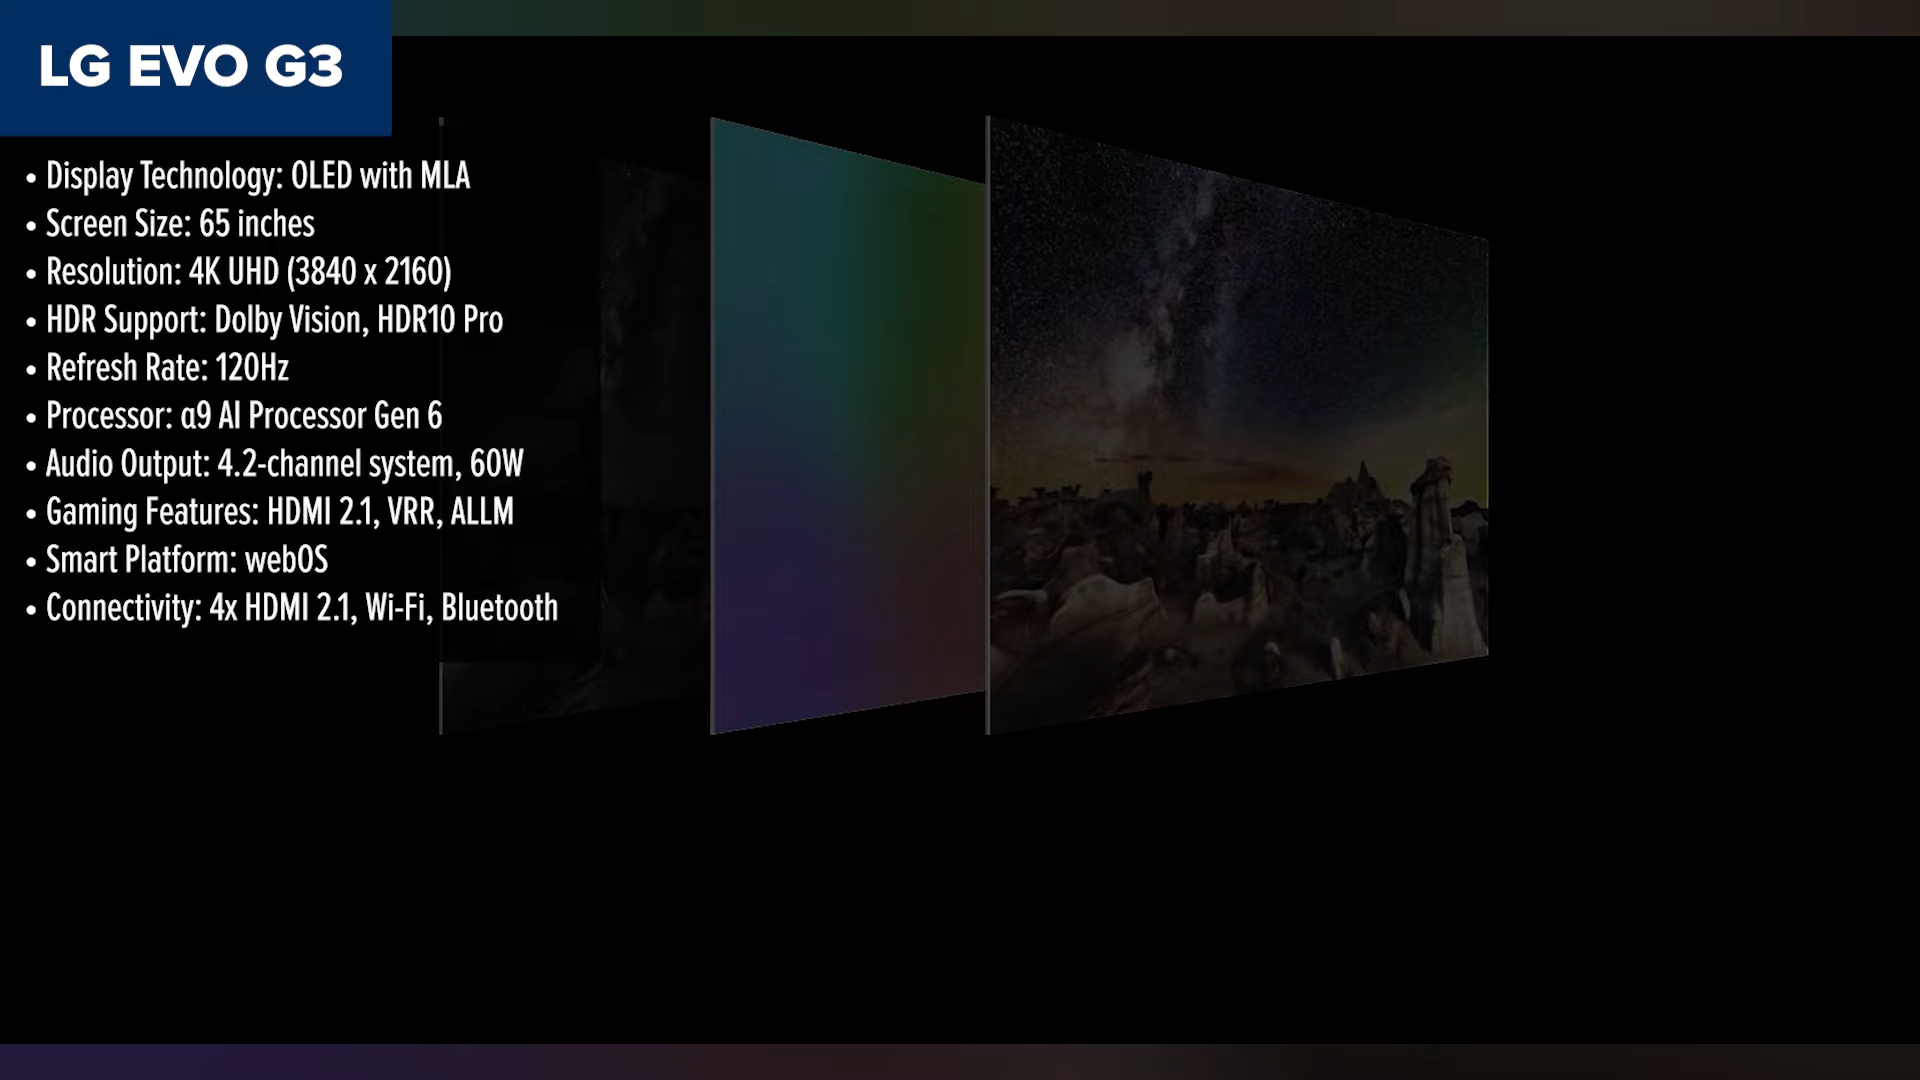 LG EVO G3
• Display Technology: OLED with MLA
• Screen Size: 65 inches
• Resolution: 4K UHD (3840 x 2160)
• HDR Support: Dolby Vision, HDR10 Pro
• Refresh Rate: 120Hz
• Processor: α9 AI Processor Gen 6
• Audio Output: 4.2-channel system, 60W
• Gaming Features: HDMI 2.1, VRR, ALLM
• Smart Platform: webOS
• Connectivity: 4x HDMI 2.1, Wi-Fi, Bluetooth